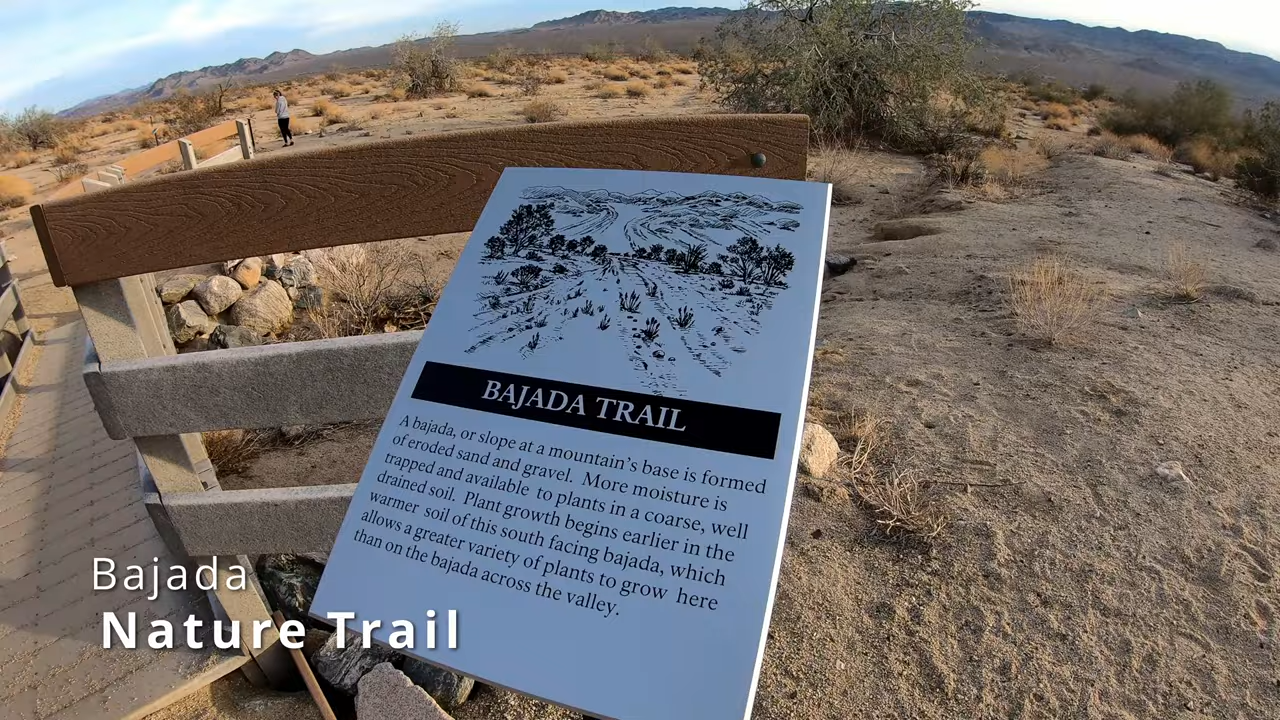 BAJADA TRAIL
A bajada, or slope at a mountain's base is formed
of eroded sand and gravel. More moisture is
trapped and available to plants in a coarse, well
drained soil. Plant growth begins earlier in the
warmer soil of this south facing bajada, which
allows a greater variety of plants to grow here
than on the bajada across the valley.
Bajada
Nature Trail